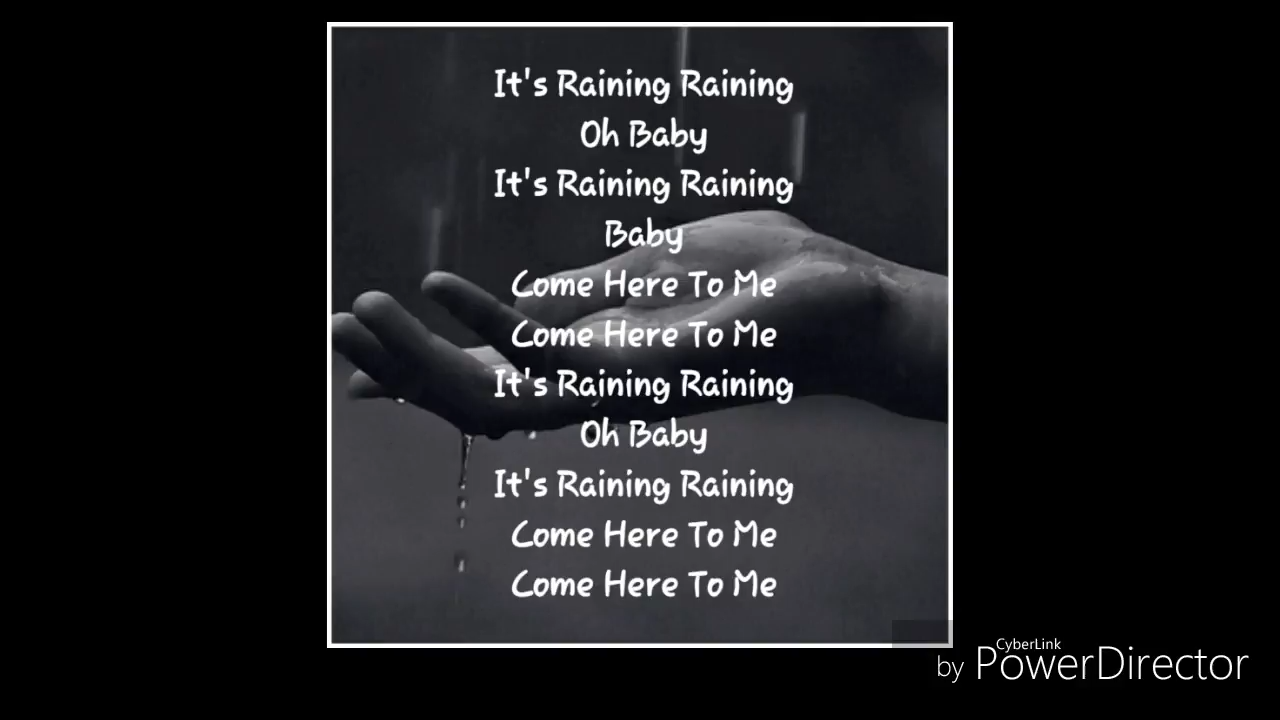 It's Raining Raining
Oh Baby
It's Raining Raining
Baby
Come Here To Me
Come Here To Me
It's Raining Raining
Oh Baby
It's Raining Raining
Come Here To Me
Come Here To Me
CyberLink
by PowerDirector